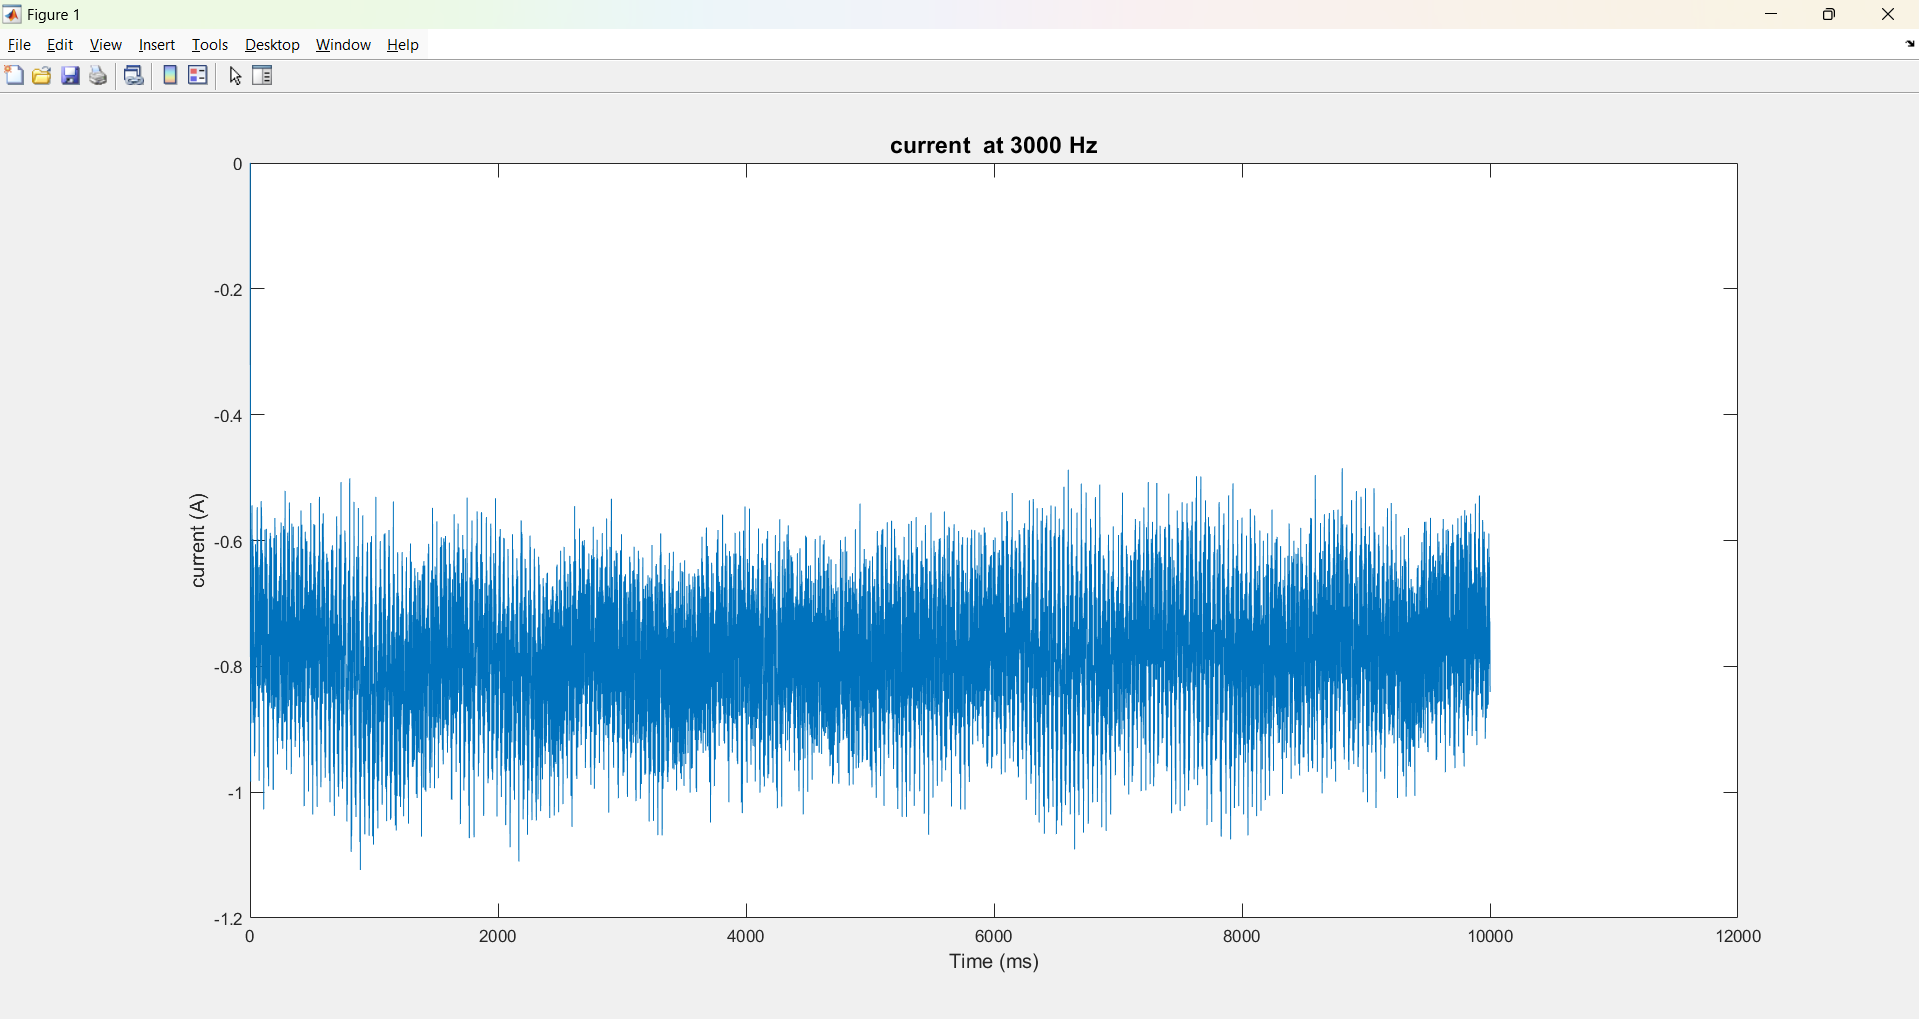 Figure 1
File Edit View Insert Tools Desktop Window Help
current  at 3000 Hz
0
-0.2
-0.4
-0.6
-0.8
-1
-1.2
current (A)
0 2000 4000 6000 8000 10000 12000
Time (ms)